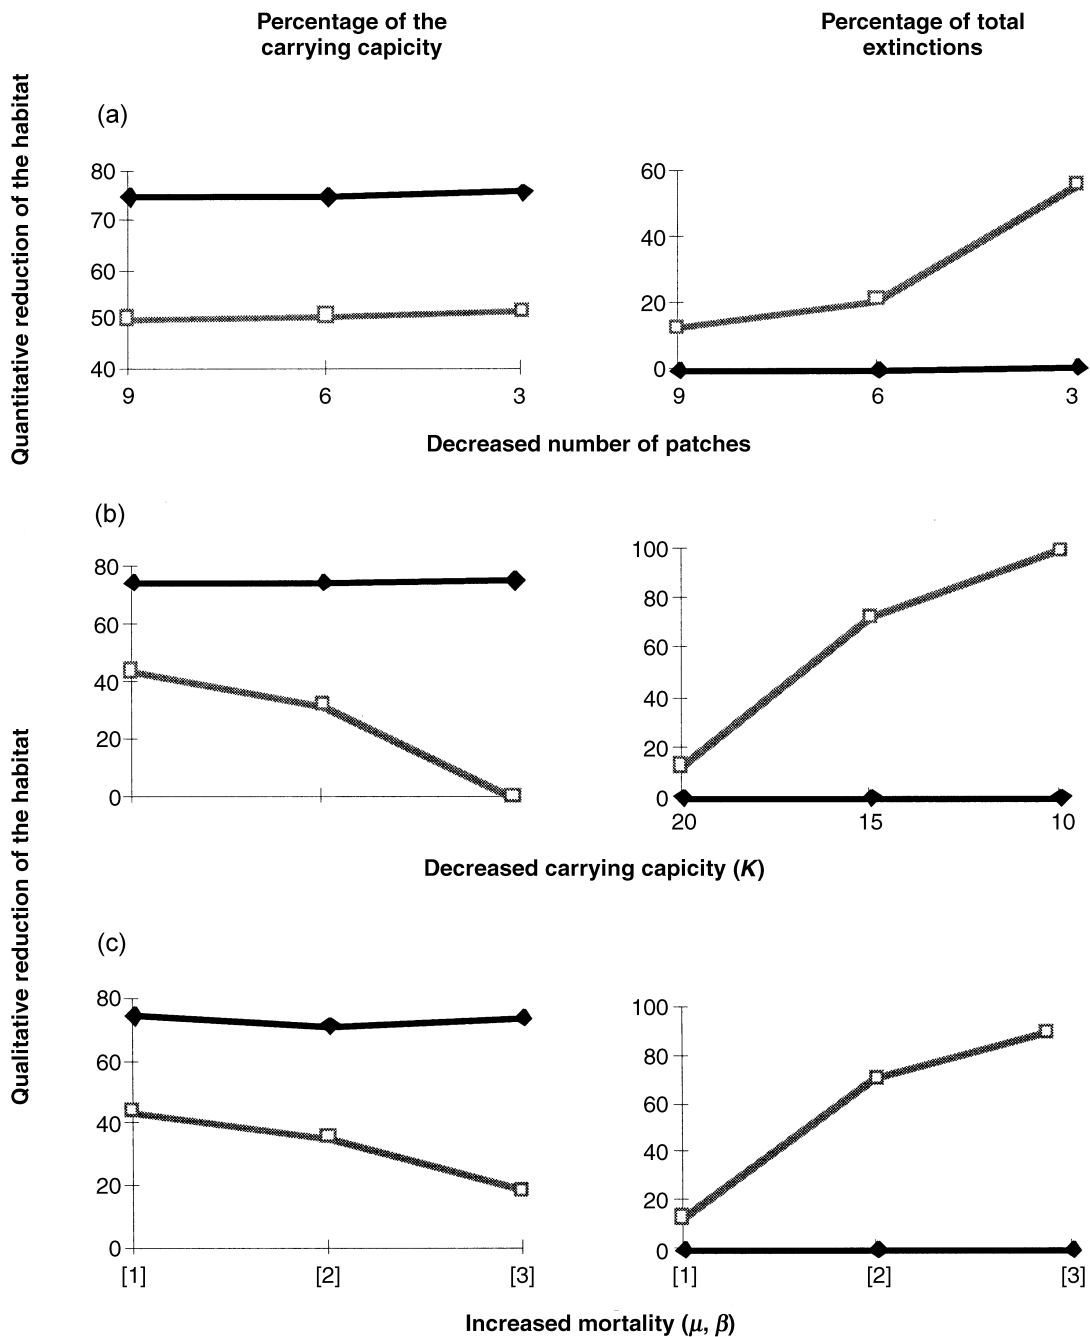 Percentage of the
carrying capicity
Percentage of total
extinctions
Quantitative reduction of the habitat
(a)
80
70
60
50
40
9 6 3
60
40
20
0
9 6 3
Decreased number of patches
Qualitative reduction of the habitat
(b)
80
60
40
20
0
100
80
60
40
20
0
20 15 10
Decreased carrying capicity (K)
(c)
80
60
40
20
0
[1] [2] [3]
100
80
60
40
20
0
[1] [2] [3]
Increased mortality (μ, β)